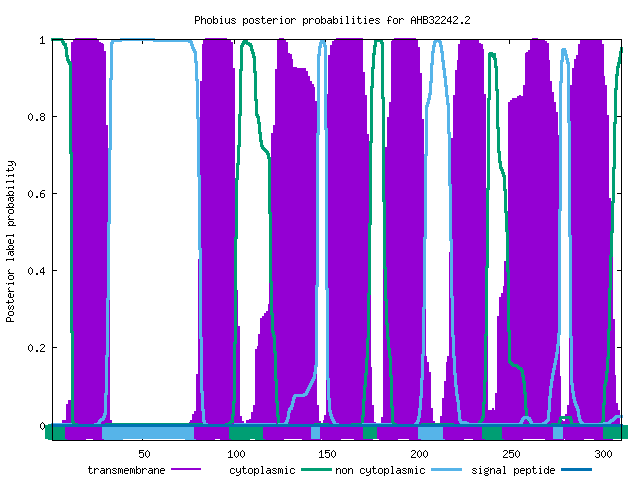 Phobius posterior probabilities for AHB32242.2
1
0.8
0.6
0.4
0.2
0
Posterior label probability
50
100
150
200
250
300
transmembrane
cytoplasmic
non cytoplasmic
signal peptide